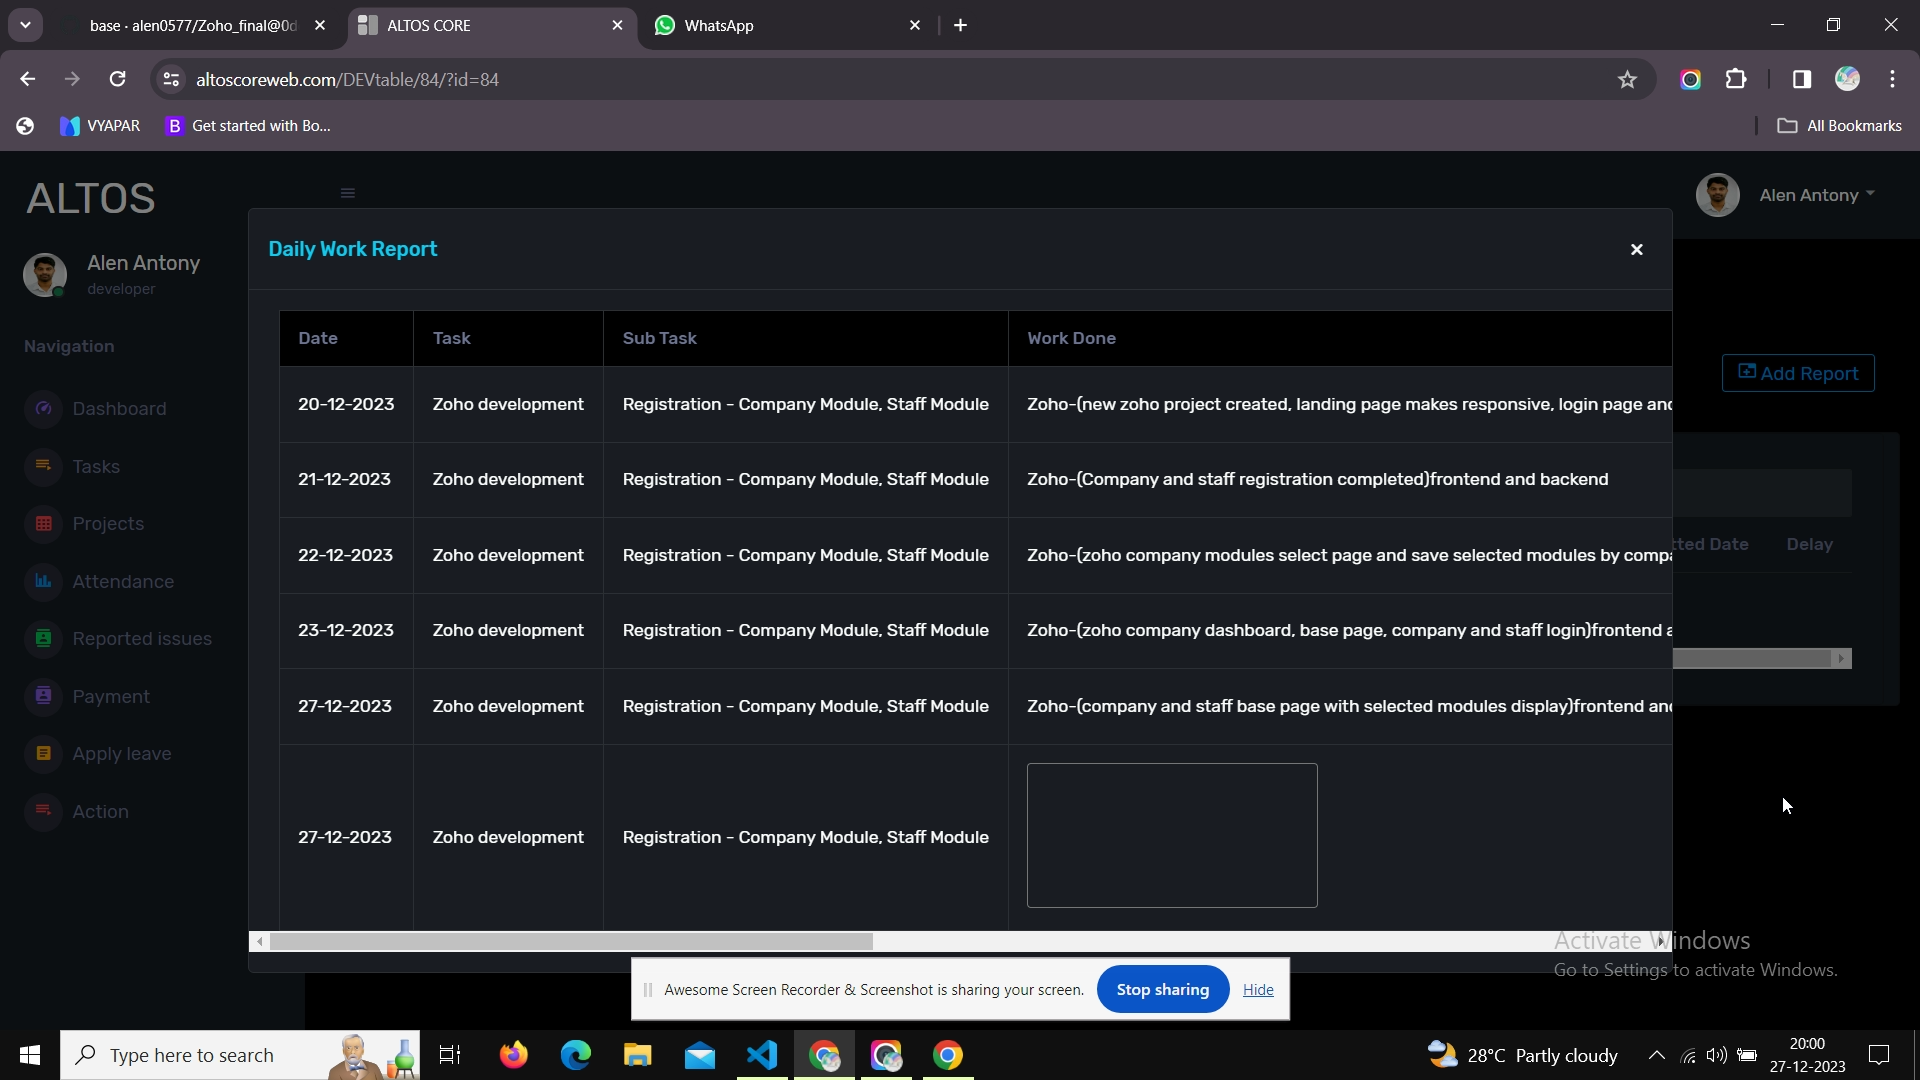 base · alen0577/Zoho_final@0d
ALTOS CORE
WhatsApp
altoscoreweb.com/DEVtable/84/?id=84
VYAPAR
B Get started with Bo...
All Bookmarks
ALTOS
Alen Antony
Alen Antony
developer
Navigation
Dashboard
Tasks
Projects
Attendance
Reported issues
Payment
Apply leave
Action
Daily Work Report
Add Report
Date Task Sub Task Work Done
20-12-2023 Zoho development Registration - Company Module, Staff Module Zoho-(new zoho project created, landing page makes responsive, login page and
21-12-2023 Zoho development Registration - Company Module, Staff Module Zoho-(Company and staff registration completed)frontend and backend
22-12-2023 Zoho development Registration - Company Module, Staff Module Zoho-(zoho company modules select page and save selected modules by compa
tted Date Delay
23-12-2023 Zoho development Registration - Company Module, Staff Module Zoho-(zoho company dashboard, base page, company and staff login)frontend a
27-12-2023 Zoho development Registration - Company Module, Staff Module Zoho-(company and staff base page with selected modules display)frontend and
27-12-2023 Zoho development Registration - Company Module, Staff Module
Activate Windows
Go to Settings to activate Windows.
Awesome Screen Recorder & Screenshot is sharing your screen. Stop sharing Hide
Type here to search
28°C Partly cloudy
20:00
27-12-2023